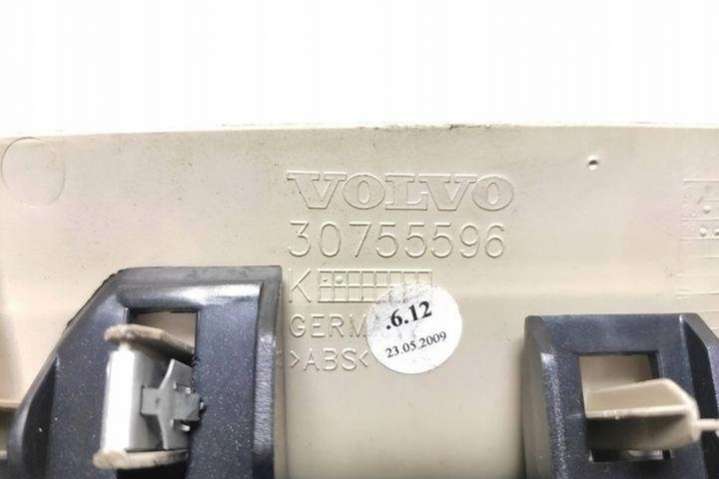 VOLVO
30755596
K
GERM
>ABS<
.6.12
23.05.2009